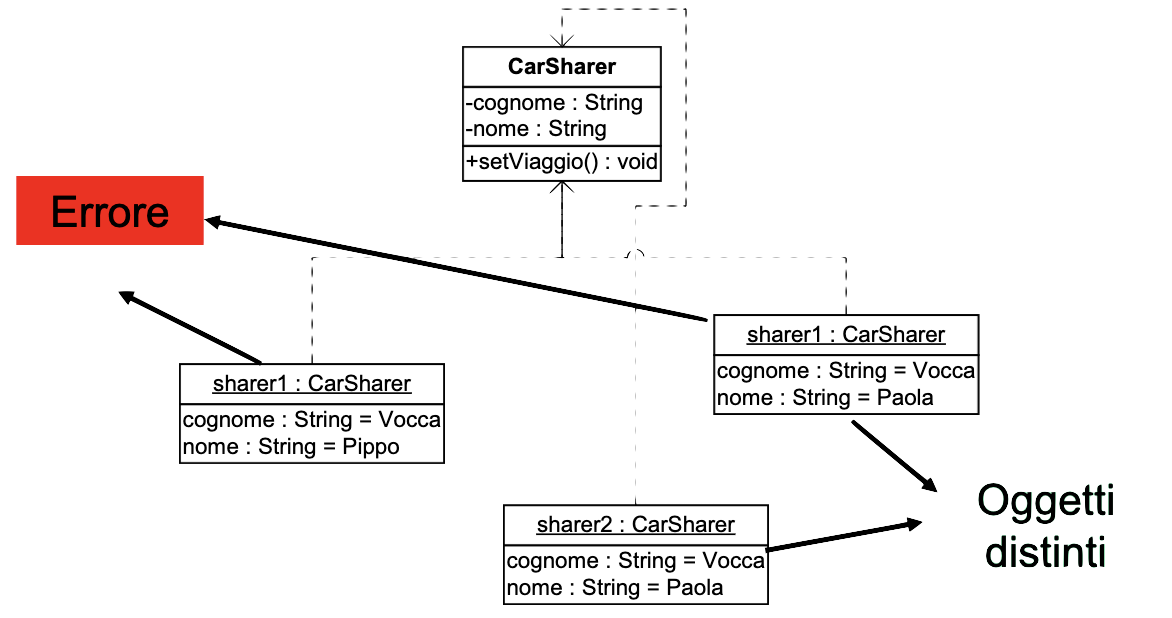 CarSharer
-cognome : String
-nome : String
+setViaggio() : void
Errore
sharer1 : CarSharer
cognome : String = Vocca
nome : String = Paola
sharer1 : CarSharer
cognome : String = Vocca
nome : String = Pippo
Oggetti
distinti
sharer2 : CarSharer
cognome : String = Vocca
nome : String = Paola